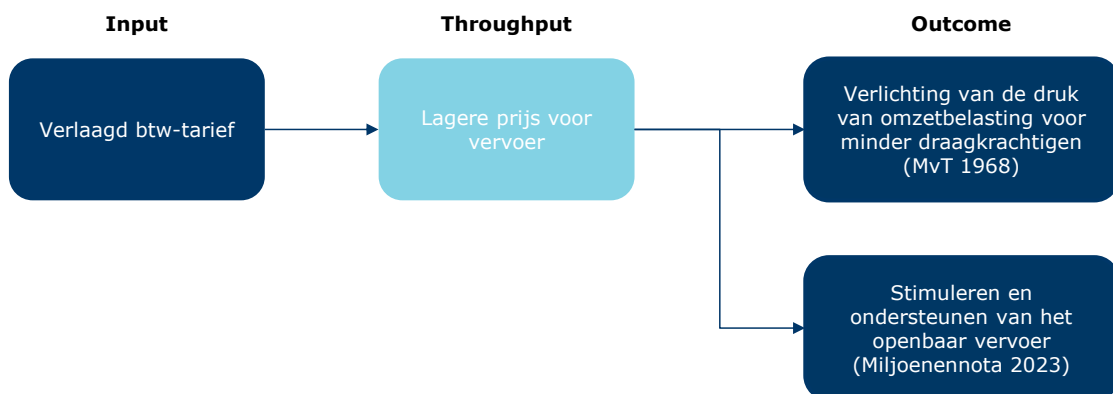 Input
Throughput
Outcome
Verlaagd btw-tarief
Lagere prijs voor
vervoer
Verlichting van de druk
van omzetbelasting voor
minder draagkrachtigen
(MvT 1968)
Stimuleren en
ondersteunen van het
openbaar vervoer
(Miljoenennota 2023)